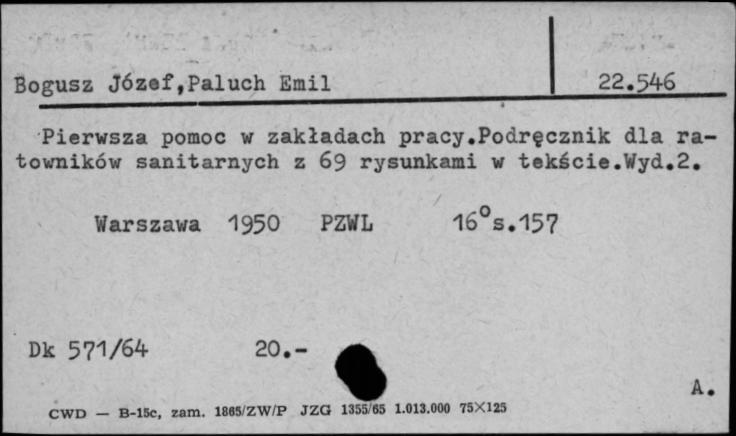 Bogusz Józef,Paluch Emil 22.546
Pierwsza pomoc w zakładach pracy.Podręcznik dla ra-
towników sanitarnych z 69 rysunkami w tekście.Wyd.2.
Warszawa 1950 PZWL 16°s.157
Dk 571/64 20.-
A.
CWD — B-15c, zam. 1865/ZW/P JZG 1355/65 1.013.000 75×125